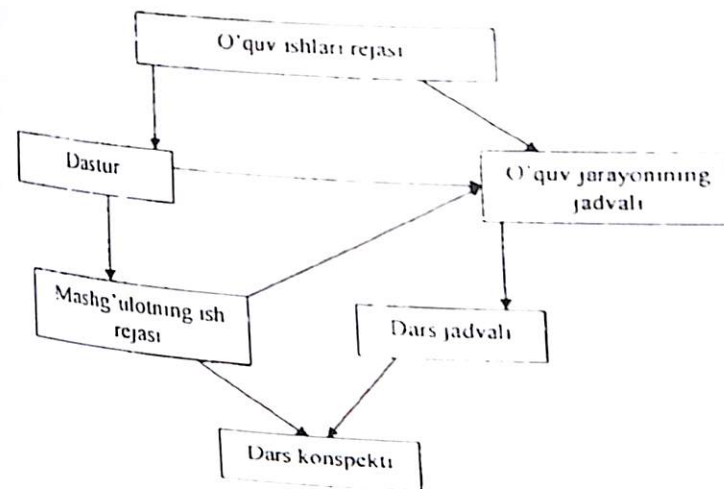 O'quv ishlari rejasi
Dastur
O'quv jarayonining
jadvali
Mashg'ulotning ish
rejasi
Dars jadvali
Dars konspekti